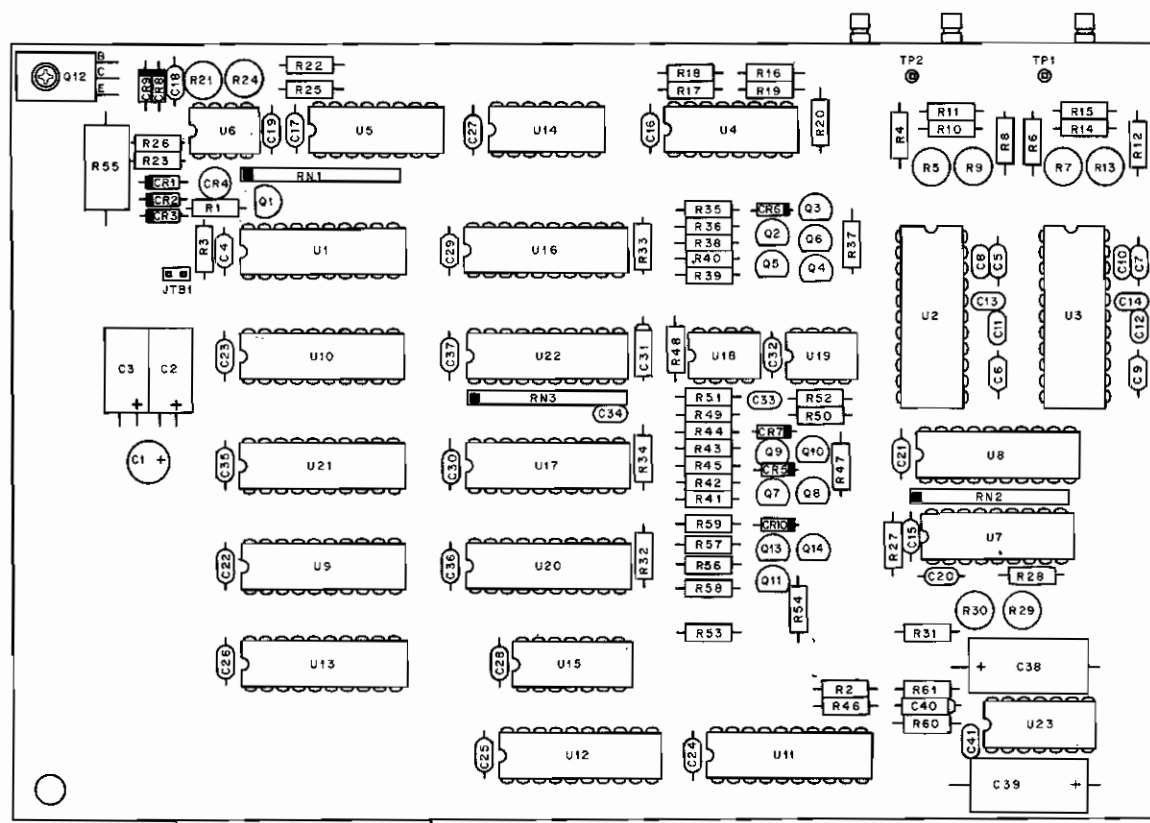 TP2 TP1
B
Q12 C
E
CR9 CR8 C18 R21 R24 R22
R25
R18 R16
R17 R19
R11 R15
R10 R14
R4 R8 R6 R12
R5 R9 R7 R13
U6 C19 C17 U5 C27 U14 C16 U4 R20
R55 R26
R23
RN1
CR1 CR4
CR2
CR3 R1 Q1
R35 CR6 Q3
R36 Q2
R38 Q6 R37
R40 Q5 Q4
R39
R3 C4 U1 C29 U16 R33
JTB1
U2 C8 C5 U3 C10 C7
C13 C14
C11 C12
C6 C9
C3 C2 C23 U10 C37 U22 C31 R48 U18 C32 U19
RN3
C34
R51 C33 R52
R49 R50
R44 CR7
R43 Q9 Q10
R45 CR5 R47
R42 Q7 Q8
R41
C1 C35 U21 C30 U17 R34
C21 U8
RN2
R27 C15 U7
C20 R28
R59 CR10
R57 Q13 Q14
R56
R58 Q11 R54
R53
C22 U9 C36 U20 R32
R30 R29
R31
C26 U13 C28 U15
+ C38
R2 R61
R46 C40
R60 U23
C41
C25 U12 C24 U11
C39 +
+ +
+